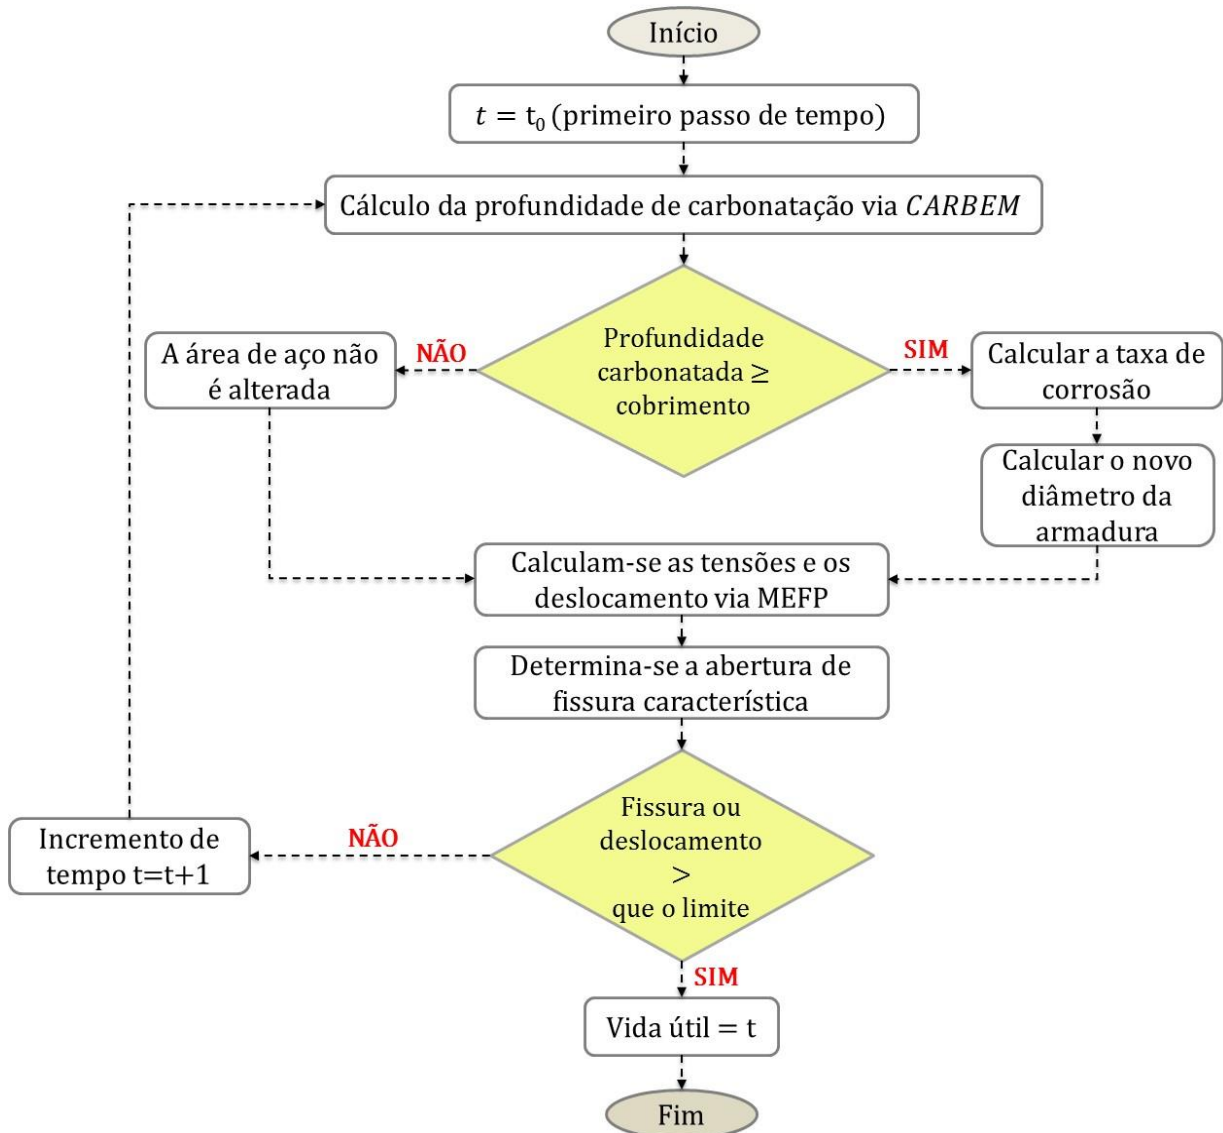 Início
t = t₀ (primeiro passo de tempo)
Cálculo da profundidade de carbonatação via CARBEM
Profundidade
carbonatada ≥
cobrimento
NÃO
SIM
A área de aço não
é alterada
Calcular a taxa de
corrosão
Calcular o novo
diâmetro da
armadura
Calculam-se as tensões e os
deslocamento via MEFP
Determina-se a abertura de
fissura característica
Fissura ou
deslocamento
>
que o limite
NÃO
Incremento de
tempo t=t+1
SIM
Vida útil = t
Fim